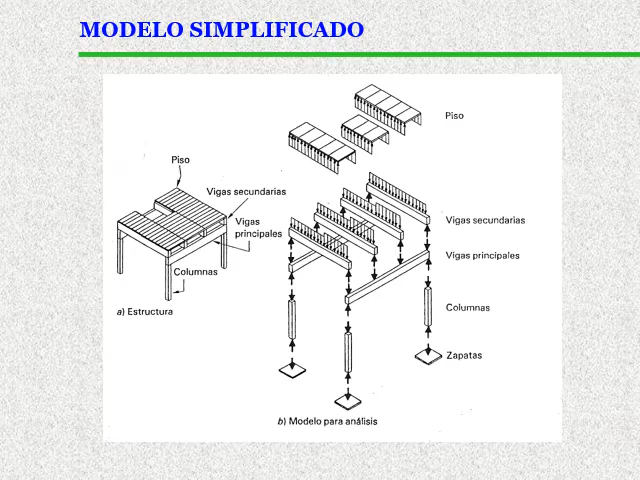 MODELO SIMPLIFICADO
Piso
Vigas secundarias
Vigas
principales
Columnas
a) Estructura
Piso
Vigas secundarias
Vigas principales
Columnas
Zapatas
b) Modelo para análisis